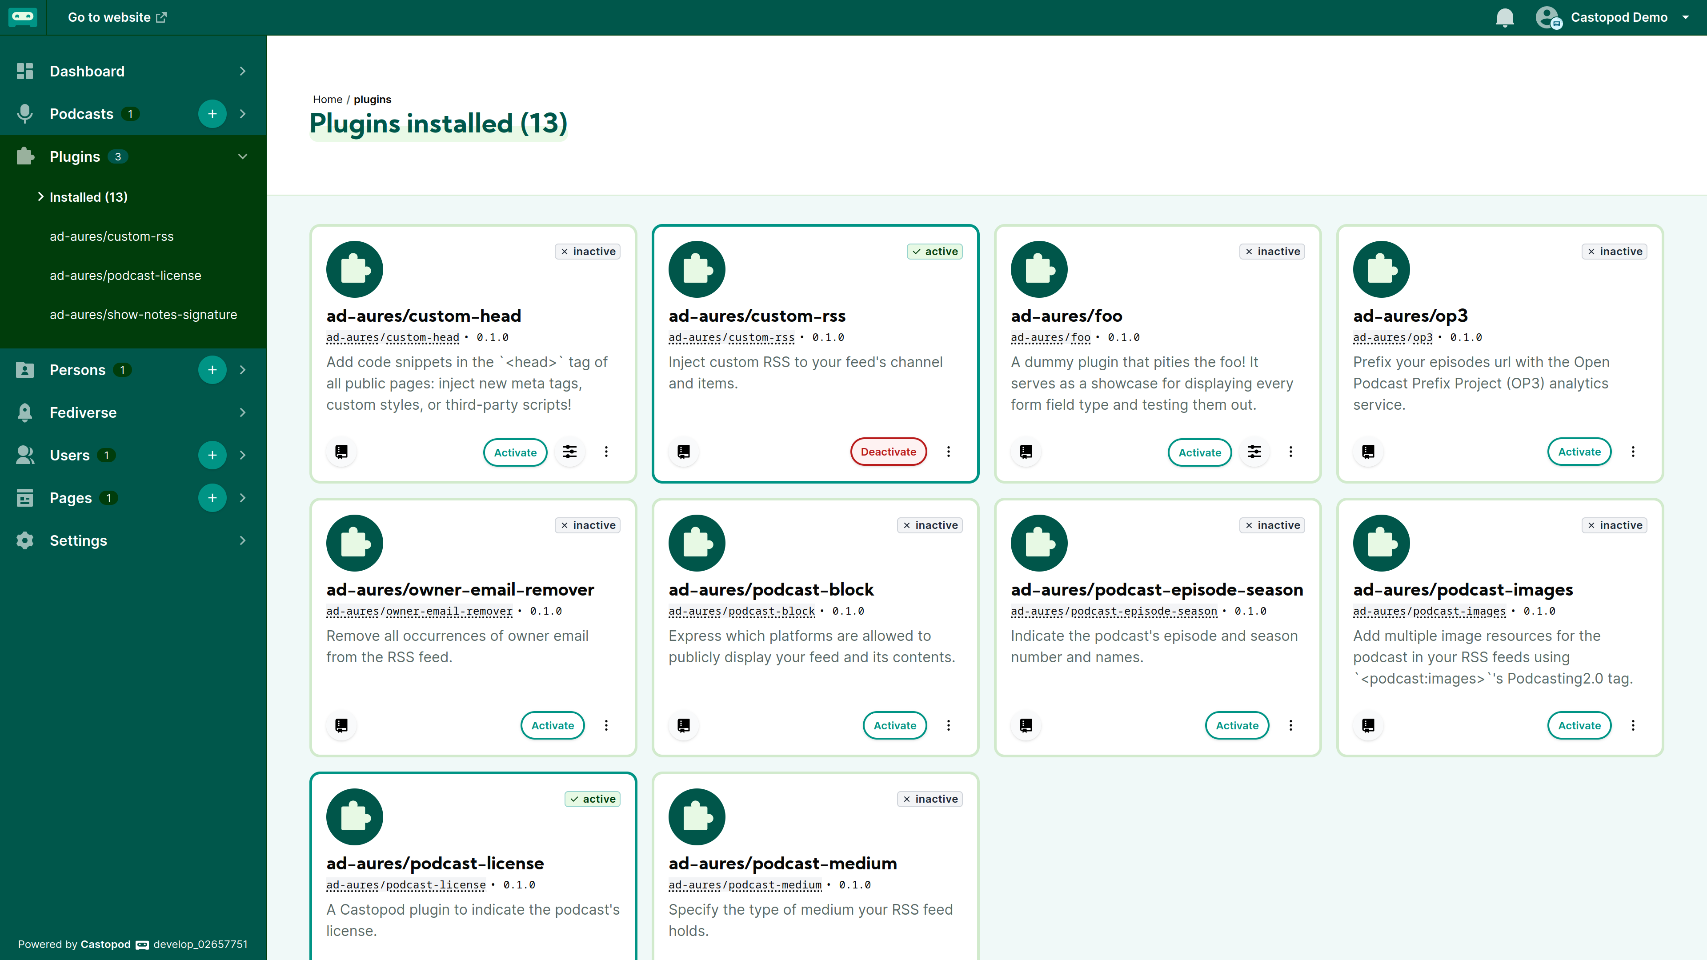 Go to website
Castopod Demo
Dashboard
Podcasts 1
+
Plugins 3
Installed (13)
ad-aures/custom-rss
ad-aures/podcast-license
ad-aures/show-notes-signature
Persons 1
+
Fediverse
Users 1
+
Pages 1
+
Settings
Powered by Castopod develop_02657751
Home / plugins
Plugins installed (13)
inactive
ad-aures/custom-head
ad-aures/custom-head • 0.1.0
Add code snippets in the `<head>` tag of
all public pages: inject new meta tags,
custom styles, or third-party scripts!
Activate
active
ad-aures/custom-rss
ad-aures/custom-rss • 0.1.0
Inject custom RSS to your feed's channel
and items.
Deactivate
inactive
ad-aures/foo
ad-aures/foo • 0.1.0
A dummy plugin that pities the foo! It
serves as a showcase for displaying every
form field type and testing them out.
Activate
inactive
ad-aures/op3
ad-aures/op3 • 0.1.0
Prefix your episodes url with the Open
Podcast Prefix Project (OP3) analytics
service.
Activate
inactive
ad-aures/owner-email-remover
ad-aures/owner-email-remover • 0.1.0
Remove all occurrences of owner email
from the RSS feed.
Activate
inactive
ad-aures/podcast-block
ad-aures/podcast-block • 0.1.0
Express which platforms are allowed to
publicly display your feed and its contents.
Activate
inactive
ad-aures/podcast-episode-season
ad-aures/podcast-episode-season • 0.1.0
Indicate the podcast's episode and season
number and names.
Activate
inactive
ad-aures/podcast-images
ad-aures/podcast-images • 0.1.0
Add multiple image resources for the
podcast in your RSS feeds using
`<podcast:images>`'s Podcasting2.0 tag.
Activate
active
ad-aures/podcast-license
ad-aures/podcast-license • 0.1.0
A Castopod plugin to indicate the podcast's
license.
inactive
ad-aures/podcast-medium
ad-aures/podcast-medium • 0.1.0
Specify the type of medium your RSS feed
holds.